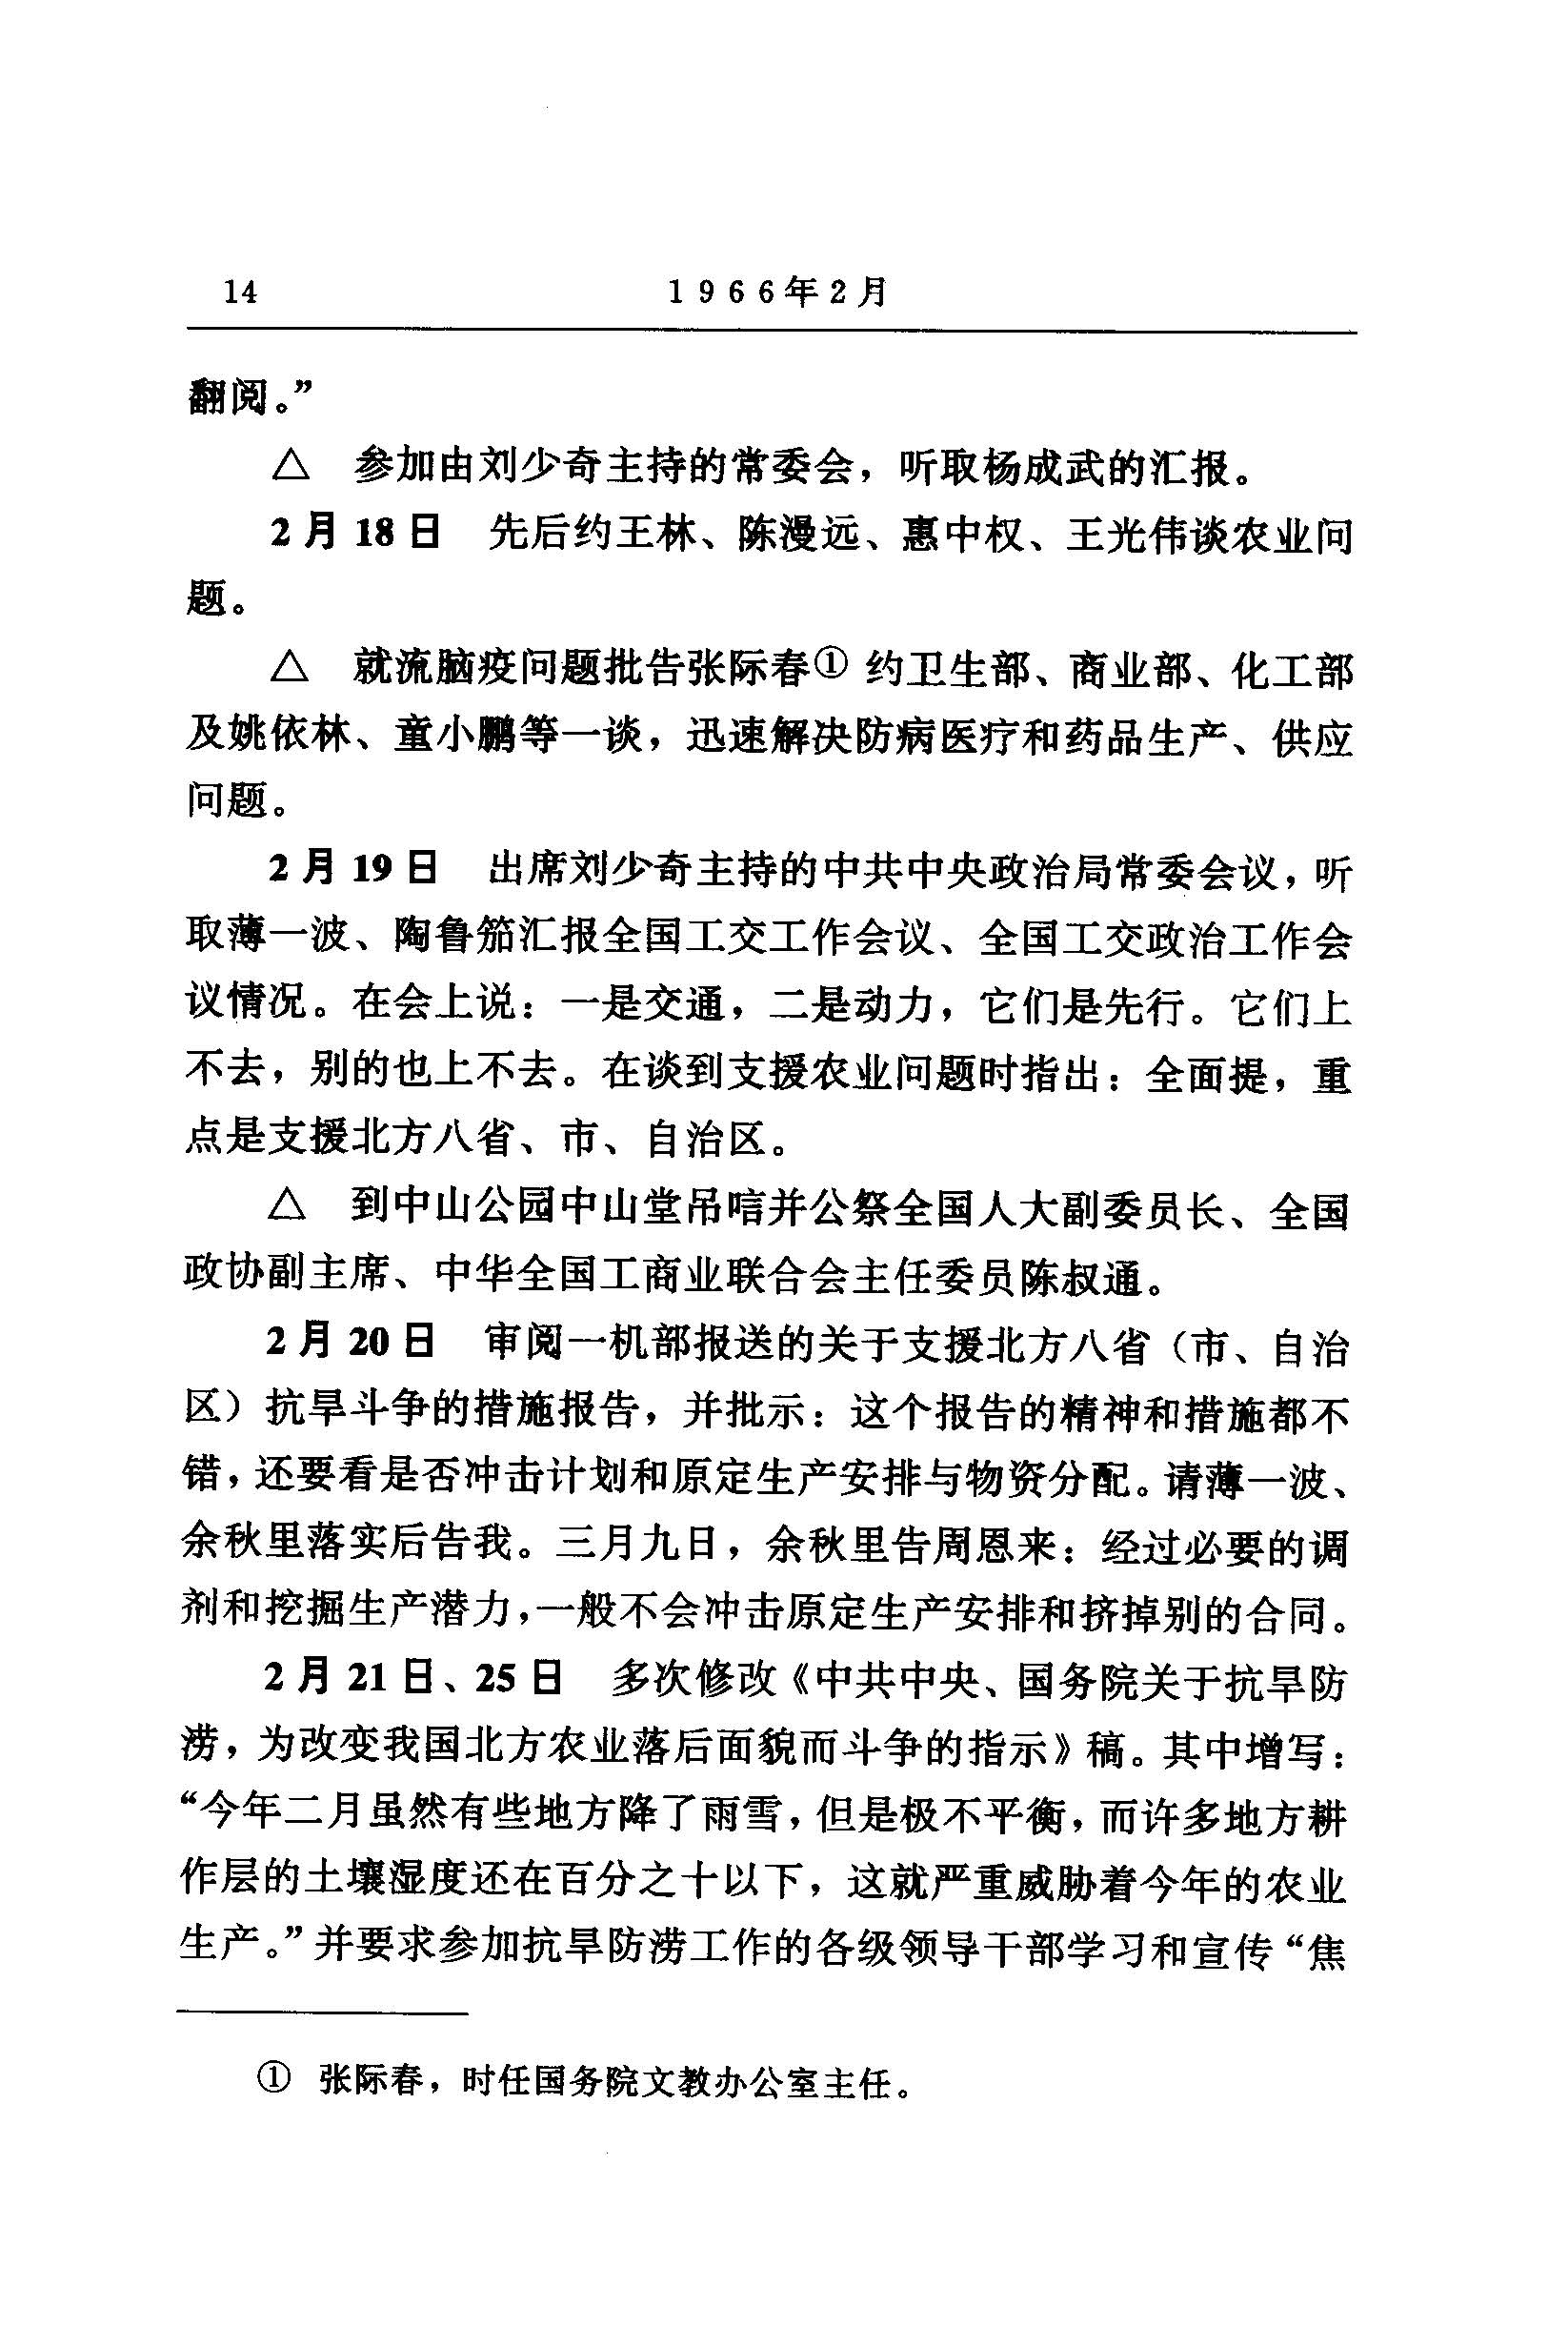 14 1966年2月
翻阅。”
△ 参加由刘少奇主持的常委会，听取杨成武的汇报。
2月18日 先后约王林、陈漫远、惠中权、王光伟谈农业问
题。
△ 就流脑疫问题批告张际春① 约卫生部、商业部、化工部
及姚依林、童小鹏等一谈，迅速解决防病医疗和药品生产、供应
问题。
2月19日 出席刘少奇主持的中共中央政治局常委会议，听
取薄一波、陶鲁笳汇报全国工交工作会议、全国工交政治工作会
议情况。在会上说：一是交通，二是动力，它们是先行。它们上
不去，别的也上不去。在谈到支援农业问题时指出：全面提，重
点是支援北方八省、市、自治区。
△ 到中山公园中山堂吊唁并公祭全国人大副委员长、全国
政协副主席、中华全国工商业联合会主任委员陈叔通。
2月20日 审阅一机部报送的关于支援北方八省（市、自治
区）抗旱斗争的措施报告，并批示：这个报告的精神和措施都不
错，还要看是否冲击计划和原定生产安排与物资分配。请薄一波、
余秋里落实后告我。三月九日，余秋里告周恩来：经过必要的调
剂和挖掘生产潜力，一般不会冲击原定生产安排和挤掉别的合同。
2月21日、25日 多次修改《中共中央、国务院关于抗旱防
涝，为改变我国北方农业落后面貌而斗争的指示》稿。其中增写：
“今年二月虽然有些地方降了雨雪，但是极不平衡，而许多地方耕
作层的土壤湿度还在百分之十以下，这就严重威胁着今年的农业
生产。”并要求参加抗旱防涝工作的各级领导干部学习和宣传“焦
① 张际春，时任国务院文教办公室主任。